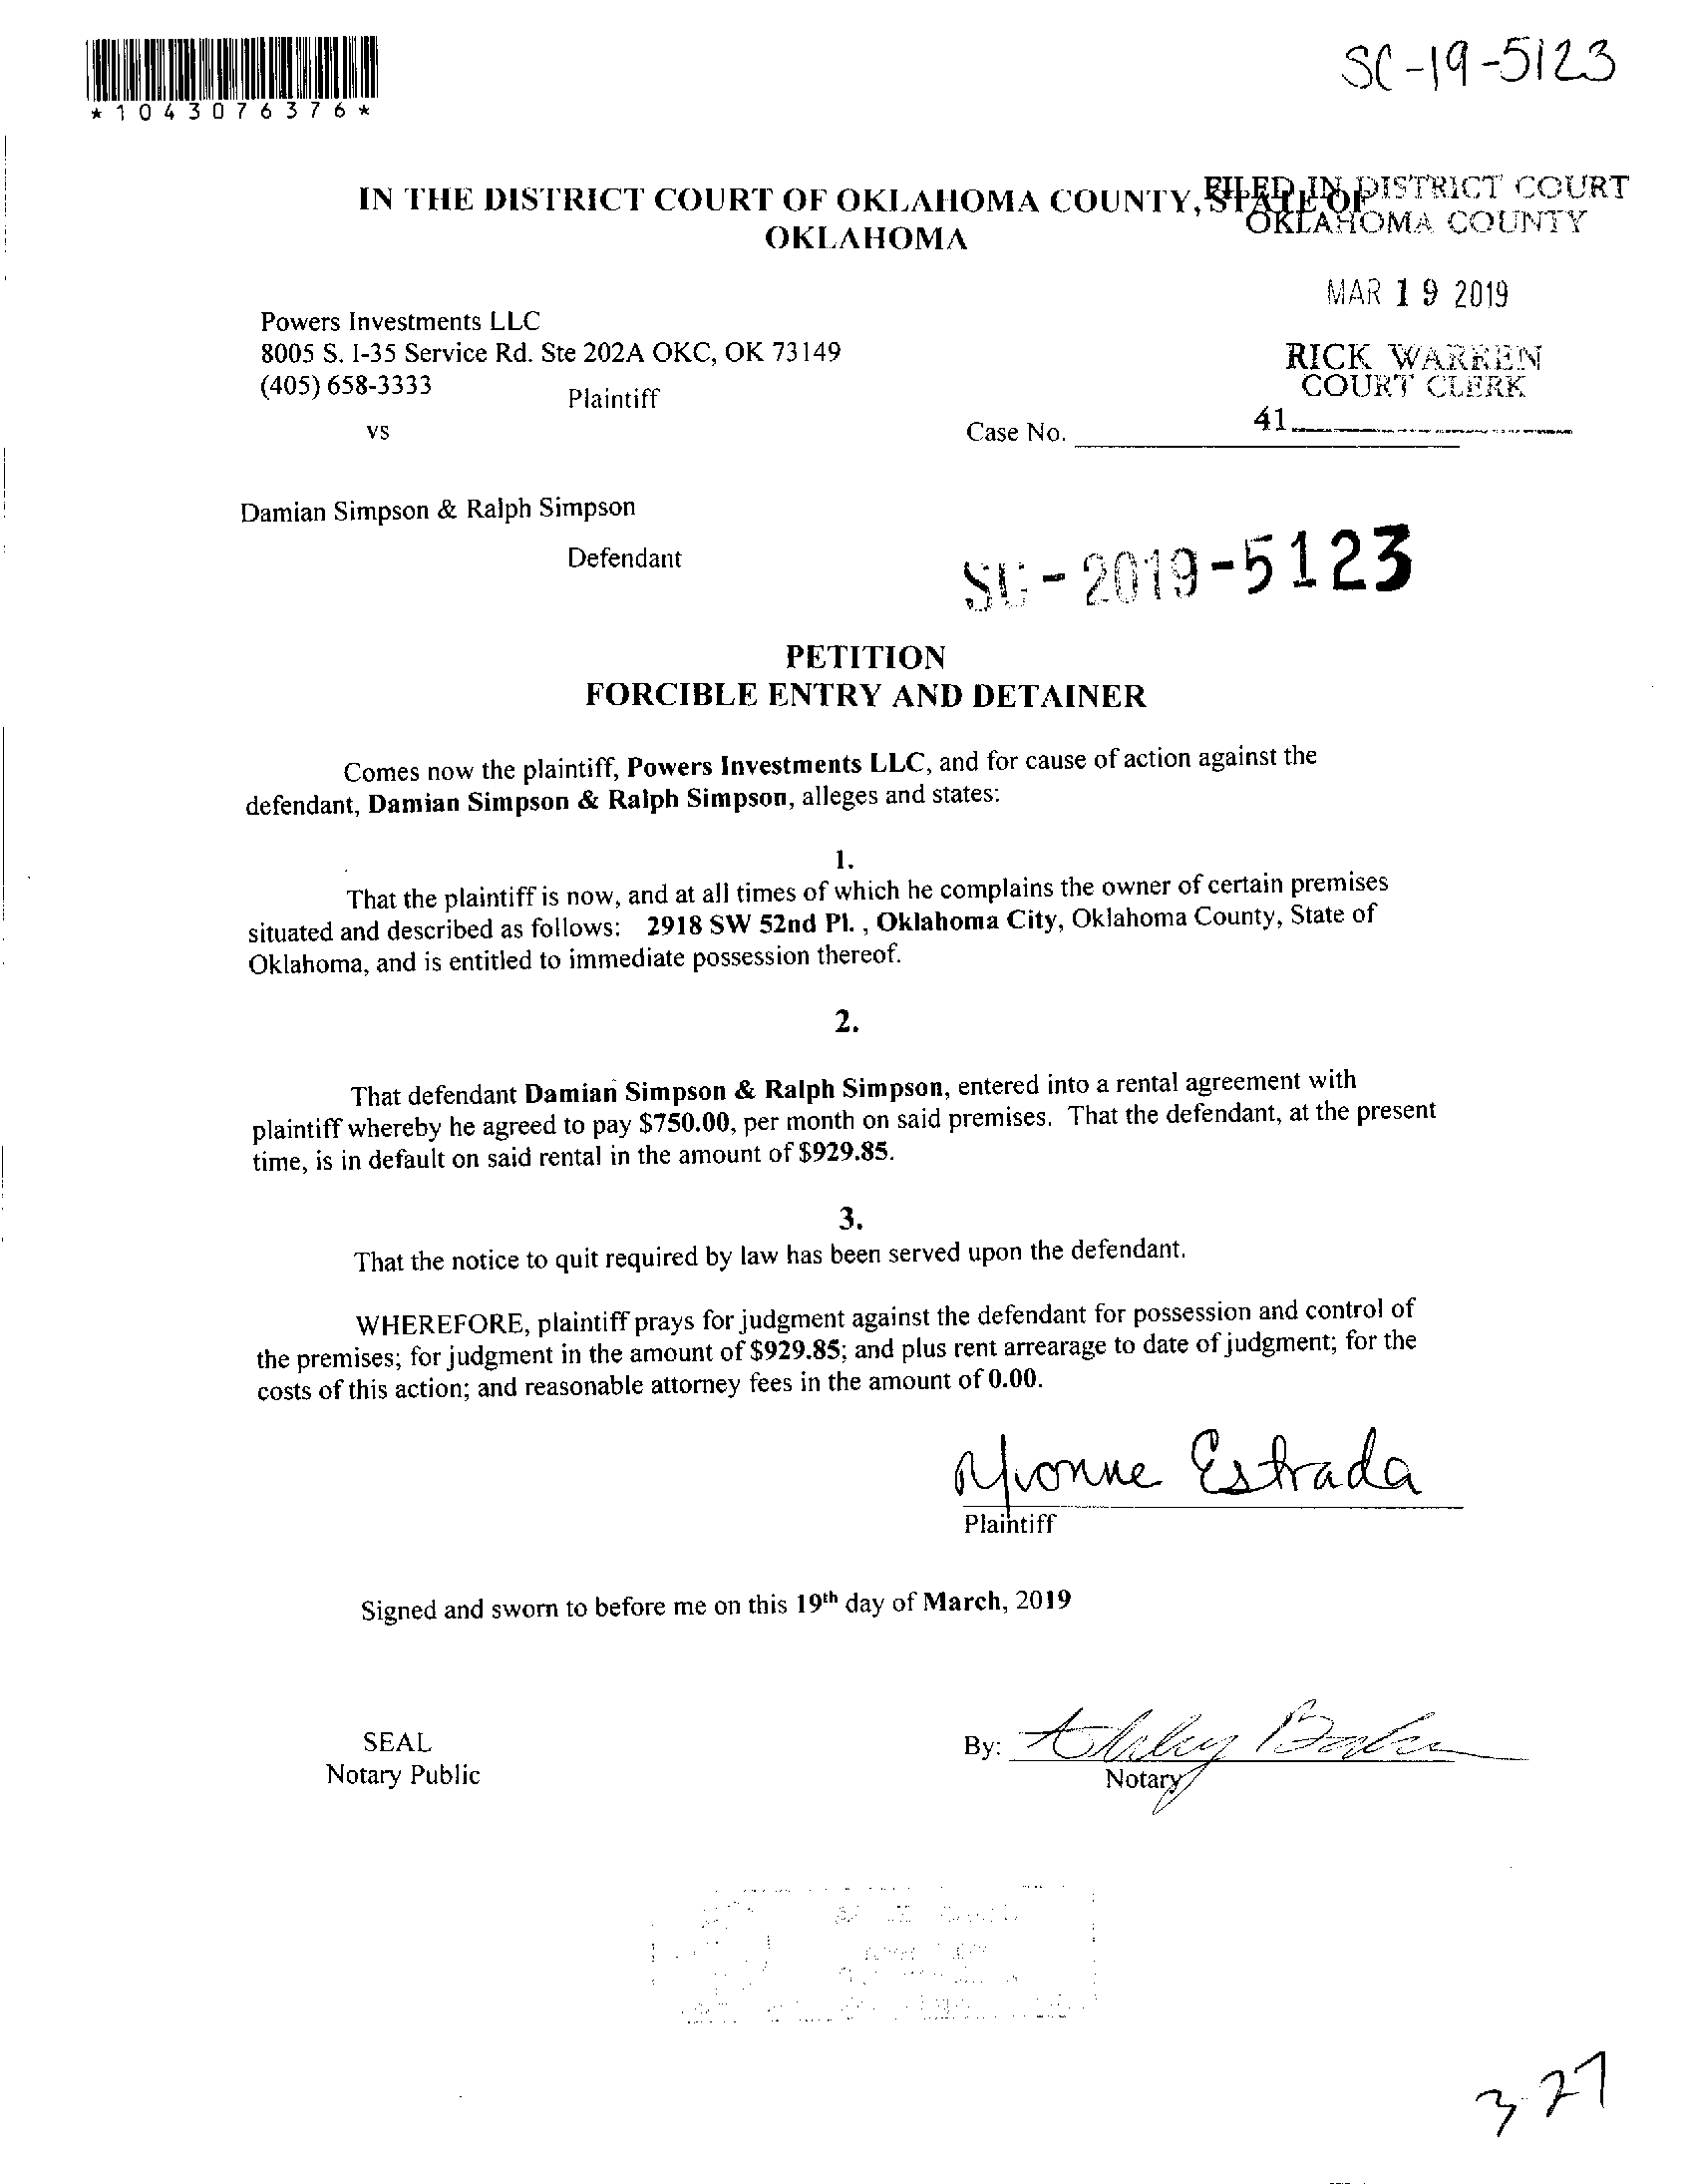 SC-19-5123
*1043076376*
IN THE DISTRICT COURT OF OKLAHOMA COUNTY, STATE OF
OKLAHOMA
FILED IN DISTRICT COURT
OKLAHOMA COUNTY
MAR 19 2019
RICK WARREN
COURT CLERK
41
Powers Investments LLC
8005 S. I-35 Service Rd. Ste 202A OKC, OK 73149
(405) 658-3333
Plaintiff
vs
Case No.
Damian Simpson & Ralph Simpson
Defendant
SC-2019-5123
PETITION
FORCIBLE ENTRY AND DETAINER
Comes now the plaintiff, Powers Investments LLC, and for cause of action against the
defendant, Damian Simpson & Ralph Simpson, alleges and states:
1.
That the plaintiff is now, and at all times of which he complains the owner of certain premises
situated and described as follows: 2918 SW 52nd Pl. , Oklahoma City, Oklahoma County, State of
Oklahoma, and is entitled to immediate possession thereof.
2.
That defendant Damian Simpson & Ralph Simpson, entered into a rental agreement with
plaintiff whereby he agreed to pay $750.00, per month on said premises. That the defendant, at the present
time, is in default on said rental in the amount of $929.85.
3.
That the notice to quit required by law has been served upon the defendant.
WHEREFORE, plaintiff prays for judgment against the defendant for possession and control of
the premises; for judgment in the amount of $929.85; and plus rent arrearage to date of judgment; for the
costs of this action; and reasonable attorney fees in the amount of 0.00.
Yvonne Estrada
Plaintiff
Signed and sworn to before me on this 19th day of March, 2019
SEAL
Notary Public
By:
Notary
327